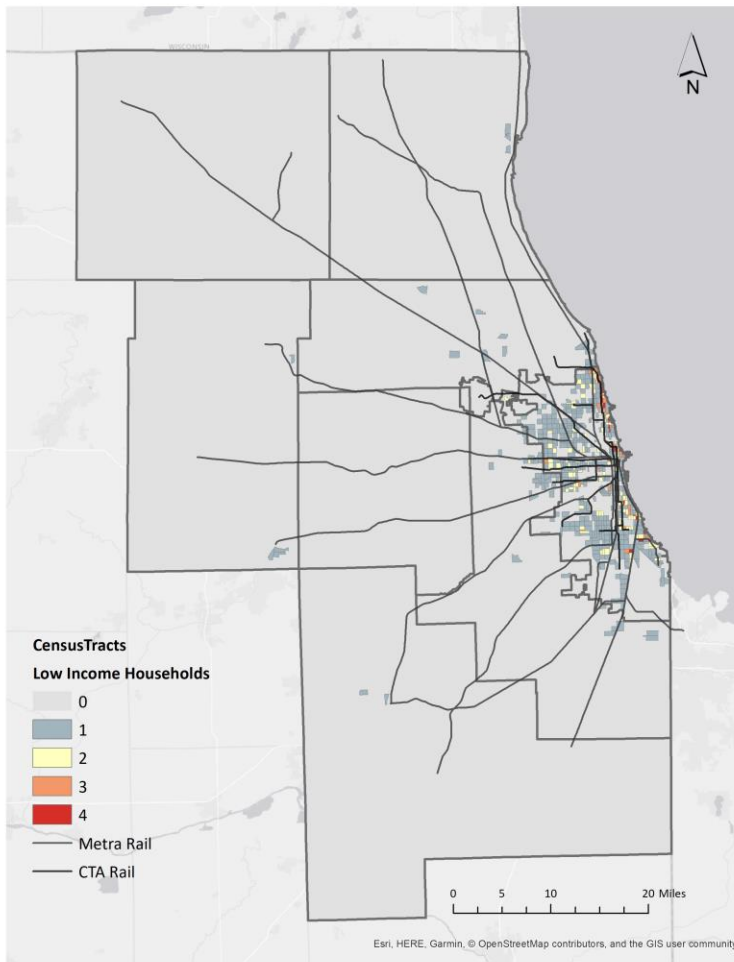 WISCONSIN
N
CensusTracts
Low Income Households
0
1
2
3
4
Metra Rail
CTA Rail
0 5 10 20 Miles
Esri, HERE, Garmin, © OpenStreetMap contributors, and the GIS user community